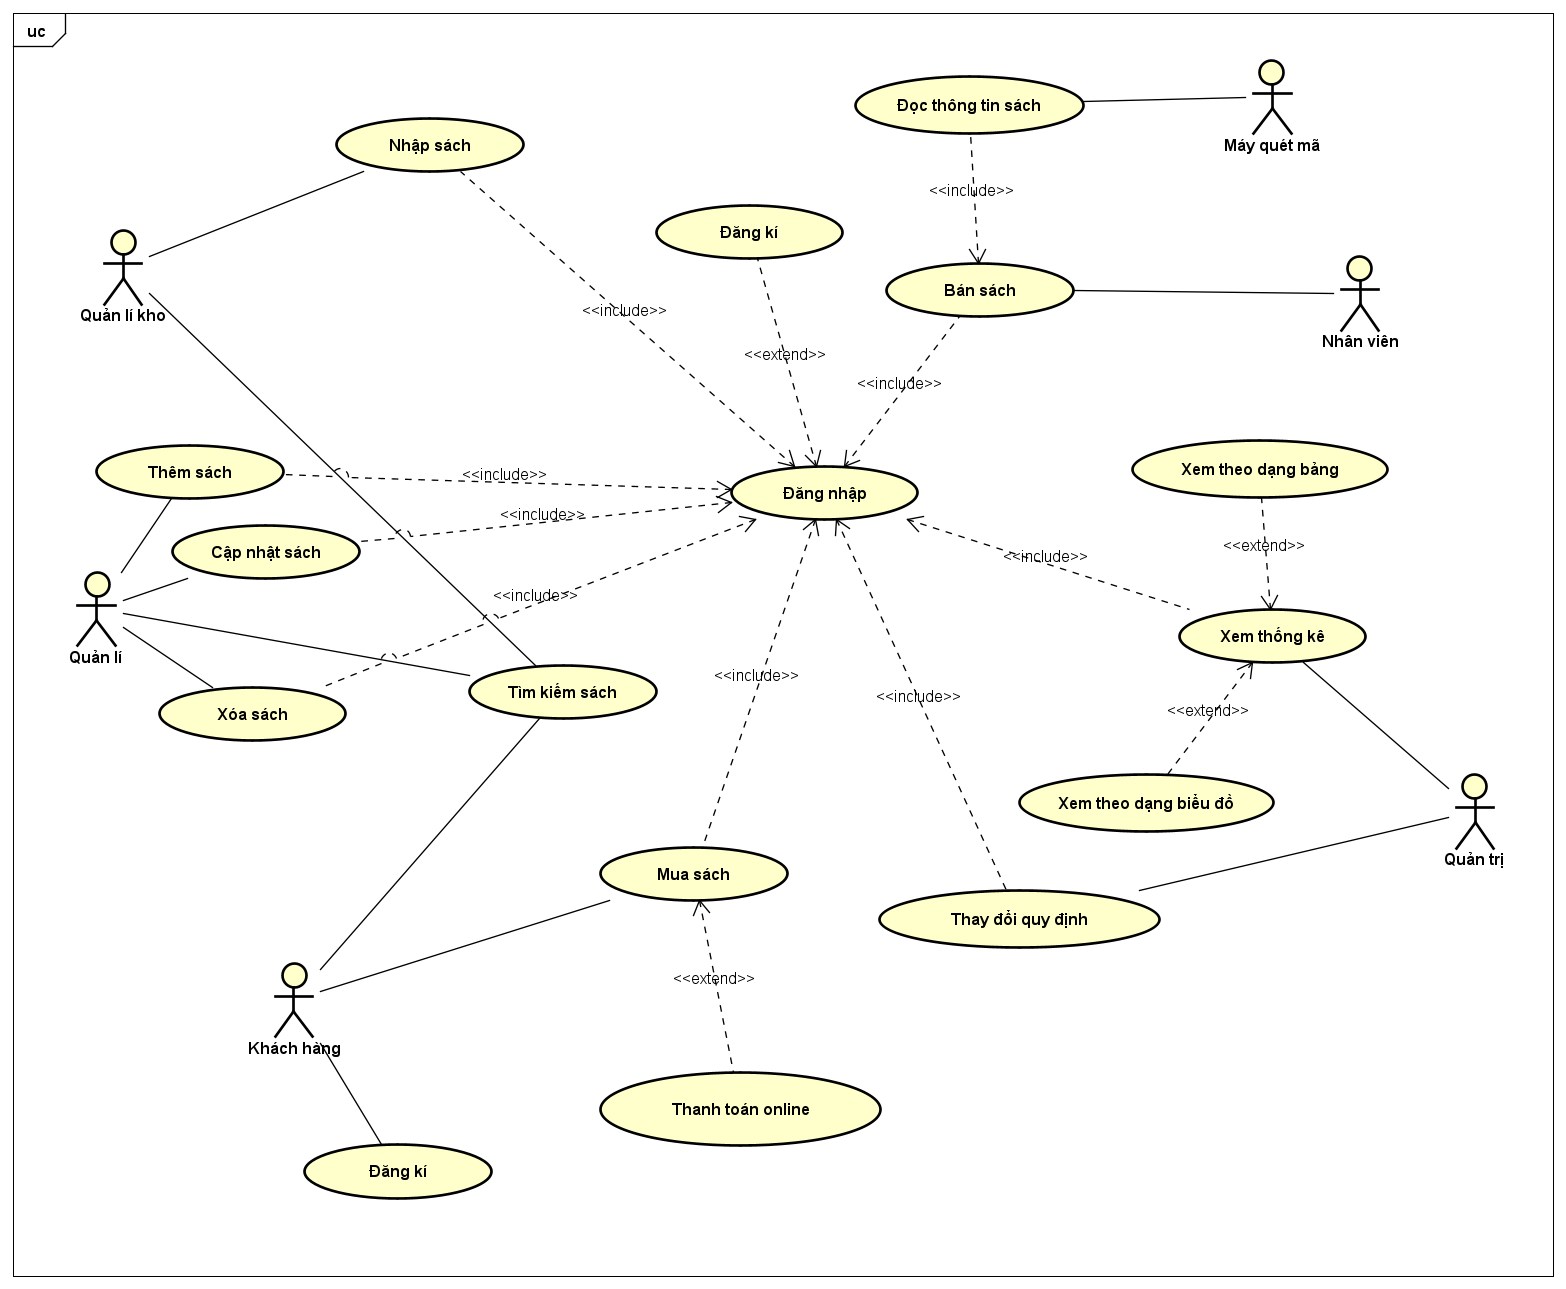 uc
Đọc thông tin sách
Máy quét mã
Nhập sách
<<include>>
Đăng kí
Bán sách
Quản lí kho
<<include>>
Nhân viên
<<extend>>
<<include>>
Thêm sách
<<include>>
Đăng nhập
Xem theo dạng bảng
<<include>>
Cập nhật sách
<<extend>>
<<include>>
<<include>>
Quản lí
Xem thống kê
<<include>>
<<include>>
Tìm kiếm sách
Xóa sách
<<extend>>
Xem theo dạng biểu đồ
Quản trị
Mua sách
Thay đổi quy định
<<extend>>
Khách hàng
Thanh toán online
Đăng kí